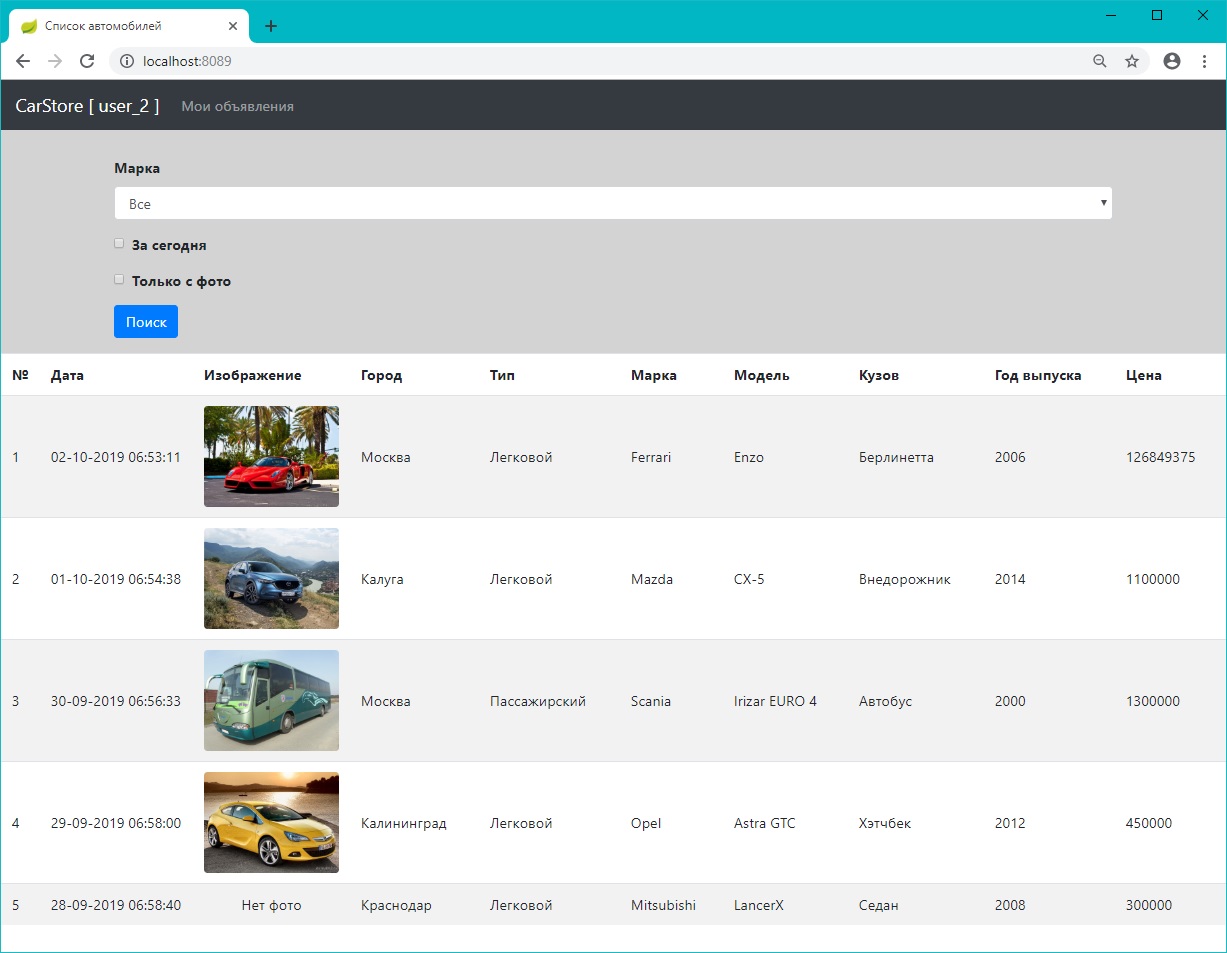 Список автомобилей
localhost:8089
CarStore [ user_2 ] Мои объявления
Марка
Все
За сегодня
Только с фото
Поиск
№ Дата Изображение Город Тип Марка Модель Кузов Год выпуска Цена
1 02-10-2019 06:53:11 Москва Легковой Ferrari Enzo Берлинетта 2006 126849375
2 01-10-2019 06:54:38 Калуга Легковой Mazda CX-5 Внедорожник 2014 1100000
3 30-09-2019 06:56:33 Москва Пассажирский Scania Irizar EURO 4 Автобус 2000 1300000
4 29-09-2019 06:58:00 Калининград Легковой Opel Astra GTC Хэтчбек 2012 450000
5 28-09-2019 06:58:40 Нет фото Краснодар Легковой Mitsubishi LancerX Седан 2008 300000